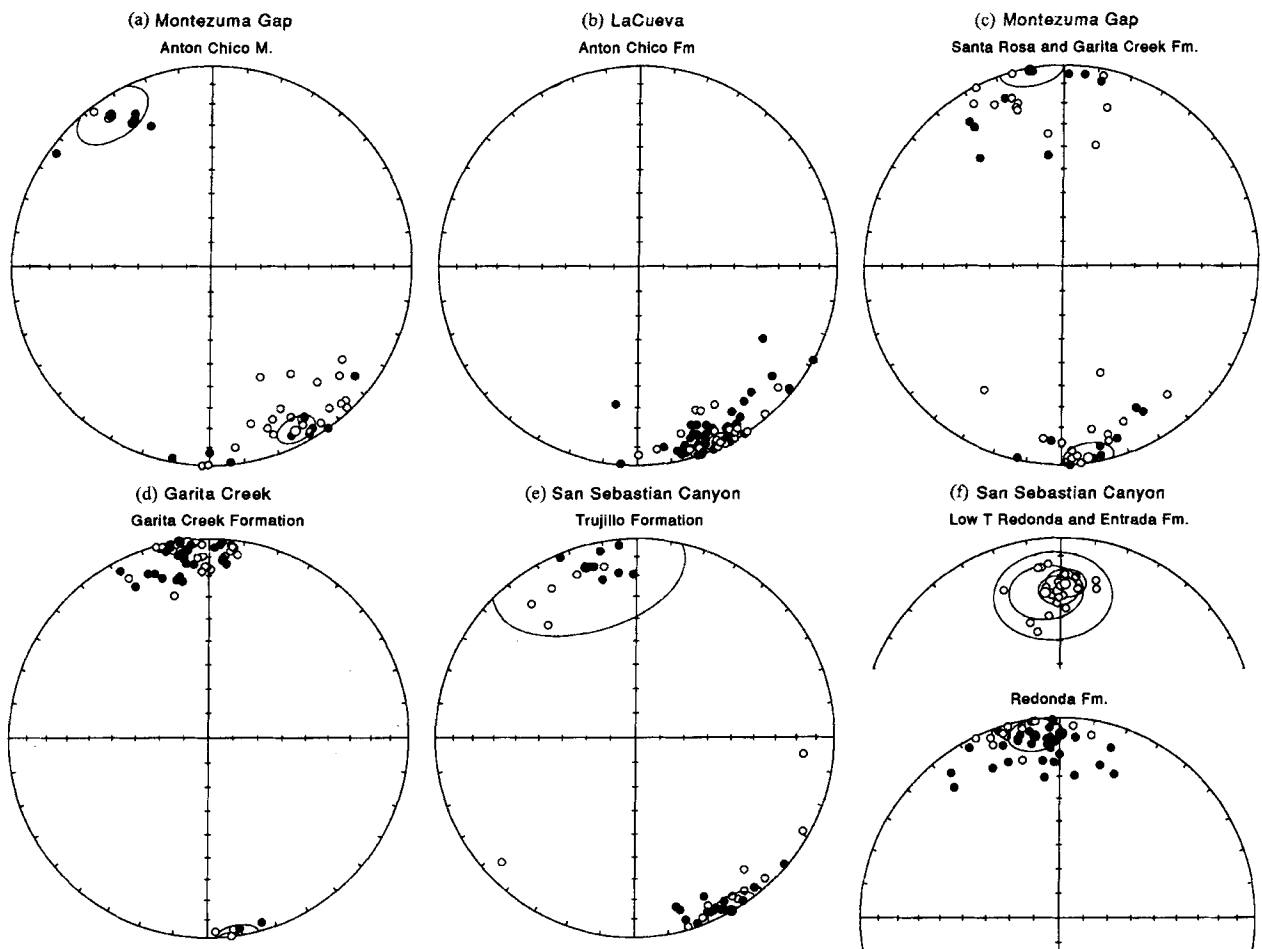 (a) Montezuma Gap
Anton Chico M.
(b) LaCueva
Anton Chico Fm
(c) Montezuma Gap
Santa Rosa and Garita Creek Fm.
(d) Garita Creek
Garita Creek Formation
(e) San Sebastian Canyon
Trujillo Formation
(f) San Sebastian Canyon
Low T Redonda and Entrada Fm.
Redonda Fm.